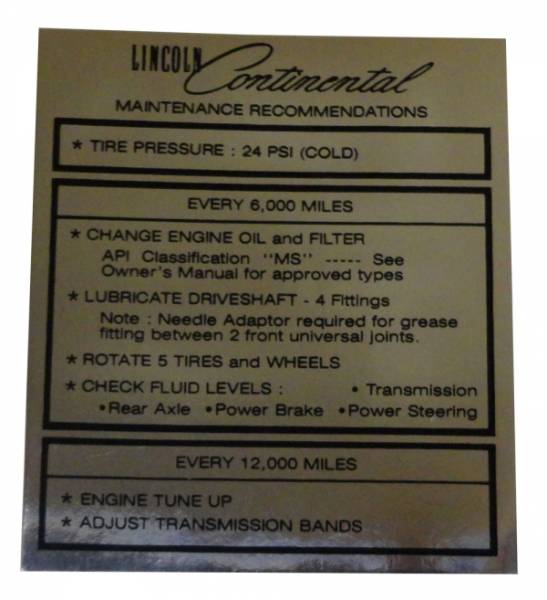 LINCOLN Continental
MAINTENANCE RECOMMENDATIONS
* TIRE PRESSURE : 24 PSI (COLD)
EVERY 6,000 MILES
* CHANGE ENGINE OIL and FILTER
API Classification "MS" ----- See
Owner's Manual for approved types
* LUBRICATE DRIVESHAFT - 4 Fittings
Note : Needle Adaptor required for grease
fitting between 2 front universal joints.
* ROTATE 5 TIRES and WHEELS
* CHECK FLUID LEVELS : • Transmission
•Rear Axle •Power Brake •Power Steering
EVERY 12,000 MILES
* ENGINE TUNE UP
* ADJUST TRANSMISSION BANDS